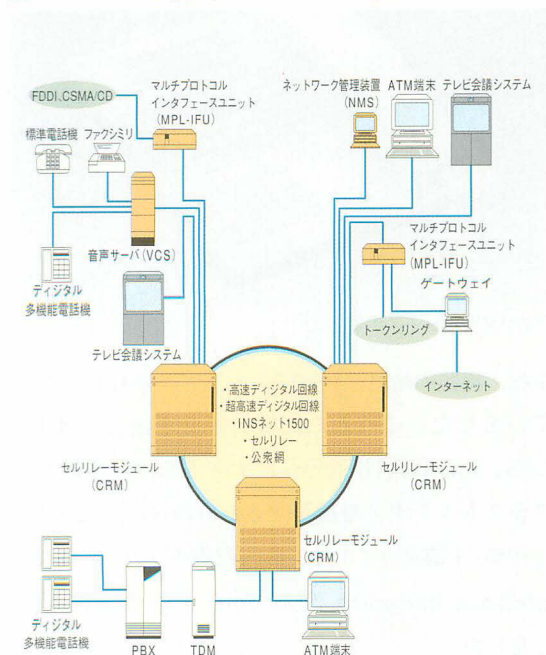 FDDI,CSMA/CD
マルチプロトコル
インタフェースユニット
(MPL-IFU)
標準電話機
ファクシミリ
音声サーバ(VCS)
ディジタル
多機能電話機
テレビ会議システム
ネットワーク管理装置
(NMS)
ATM端末
テレビ会議システム
マルチプロトコル
インタフェースユニット
(MPL-IFU)
ゲートウェイ
トークンリング
インターネット
・高速ディジタル回線
・超高速ディジタル回線
・INSネット1500
・セルリレー
・公衆網
セルリレーモジュール
(CRM)
セルリレーモジュール
(CRM)
セルリレーモジュール
(CRM)
ディジタル
多機能電話機
PBX
TDM
ATM端末